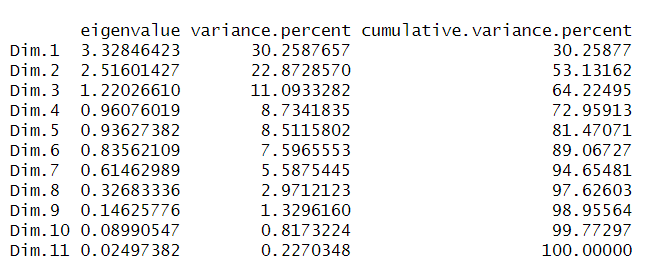 eigenvalue variance.percent cumulative.variance.percent
Dim.1 3.32846423 30.2587657 30.25877
Dim.2 2.51601427 22.8728570 53.13162
Dim.3 1.22026610 11.0933282 64.22495
Dim.4 0.96076019 8.7341835 72.95913
Dim.5 0.93627382 8.5115802 81.47071
Dim.6 0.83562109 7.5965553 89.06727
Dim.7 0.61462989 5.5875445 94.65481
Dim.8 0.32683336 2.9712123 97.62603
Dim.9 0.14625776 1.3296160 98.95564
Dim.10 0.08990547 0.8173224 99.77297
Dim.11 0.02497382 0.2270348 100.00000